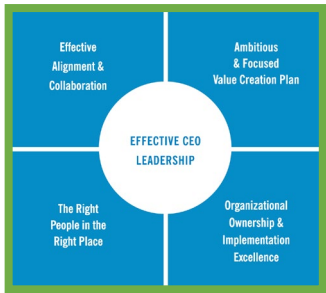 Effective
Alignment &
Collaboration
Ambitious
& Focused
Value Creation Plan
EFFECTIVE CEO
LEADERSHIP
The Right
People in the
Right Place
Organizational
Ownership &
Implementation
Excellence